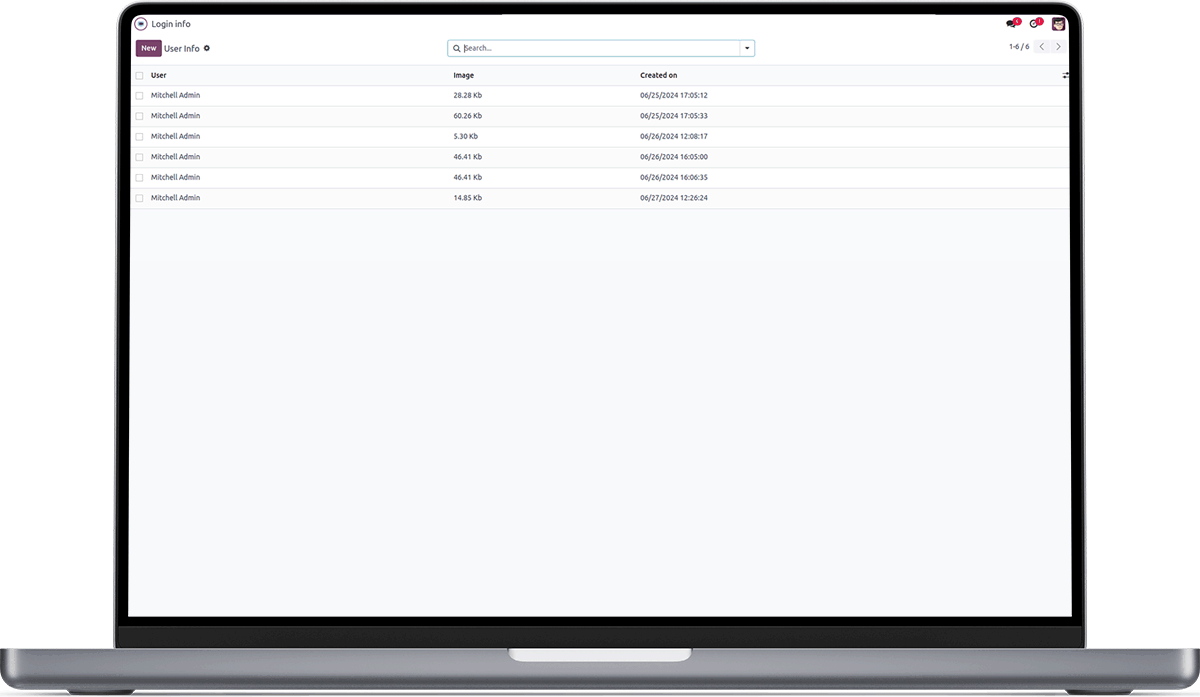 Login info
New User Info Search... 1-6 / 6
User Image Created on
Mitchell Admin 28.28 Kb 06/25/2024 17:05:12
Mitchell Admin 60.26 Kb 06/25/2024 17:05:33
Mitchell Admin 5.30 Kb 06/26/2024 12:08:17
Mitchell Admin 46.41 Kb 06/26/2024 16:05:00
Mitchell Admin 46.41 Kb 06/26/2024 16:06:35
Mitchell Admin 14.85 Kb 06/27/2024 12:26:24